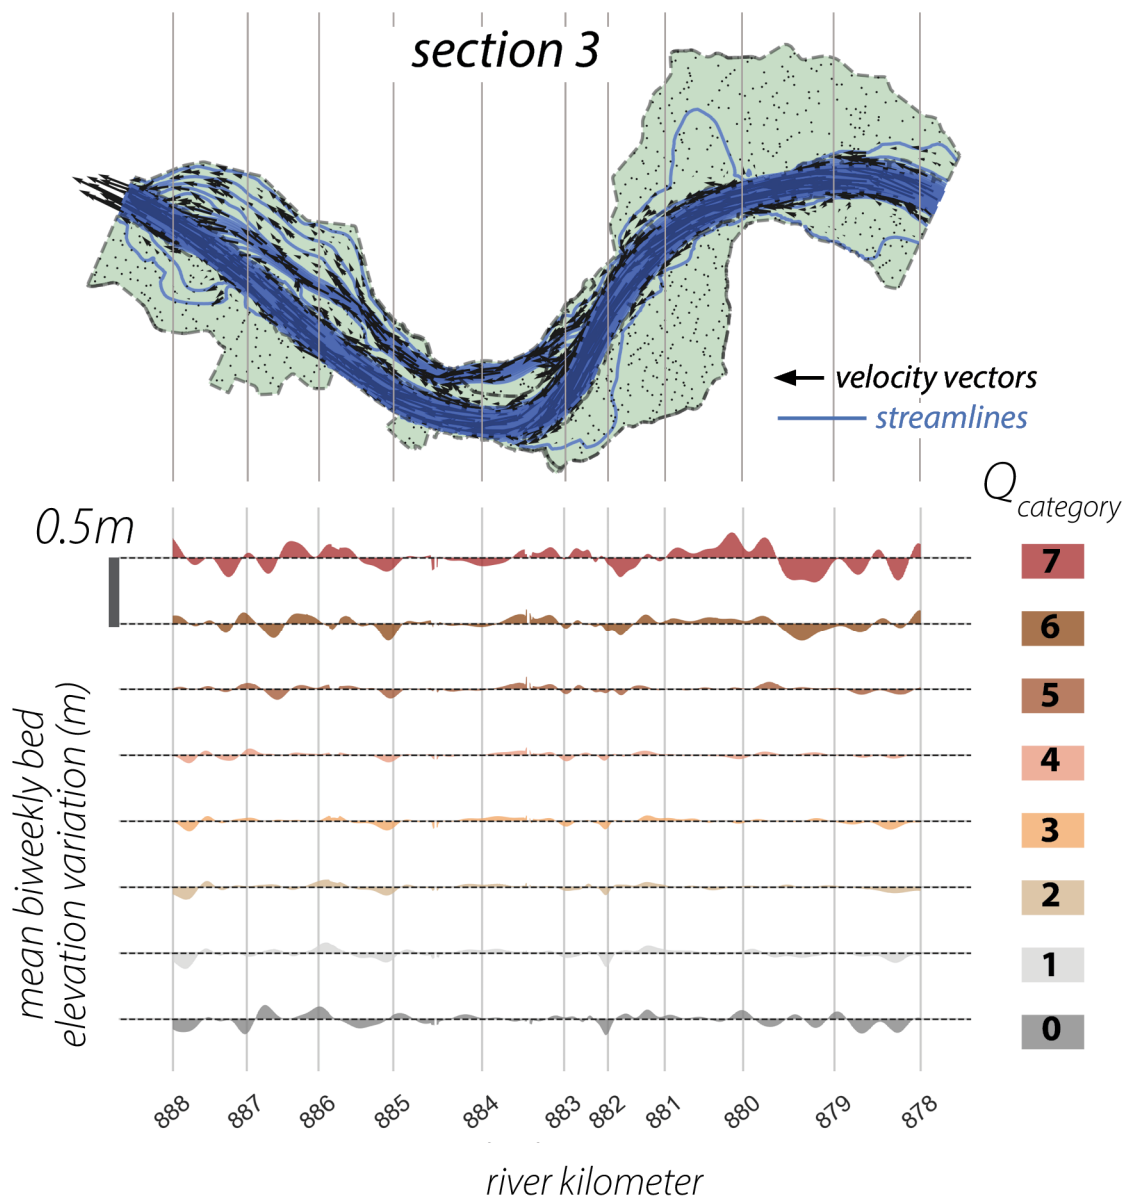 section 3
velocity vectors
streamlines
Q category
0.5m
7
6
5
4
3
2
1
0
mean biweekly bed
elevation variation (m)
888 887 886 885 884 883 882 881 880 879 878
river kilometer